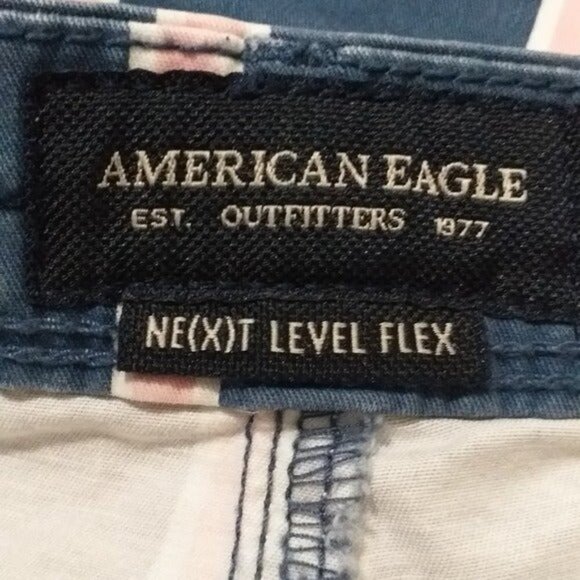 AMERICAN EAGLE
EST. OUTFITTERS 1977
NE(X)T LEVEL FLEX